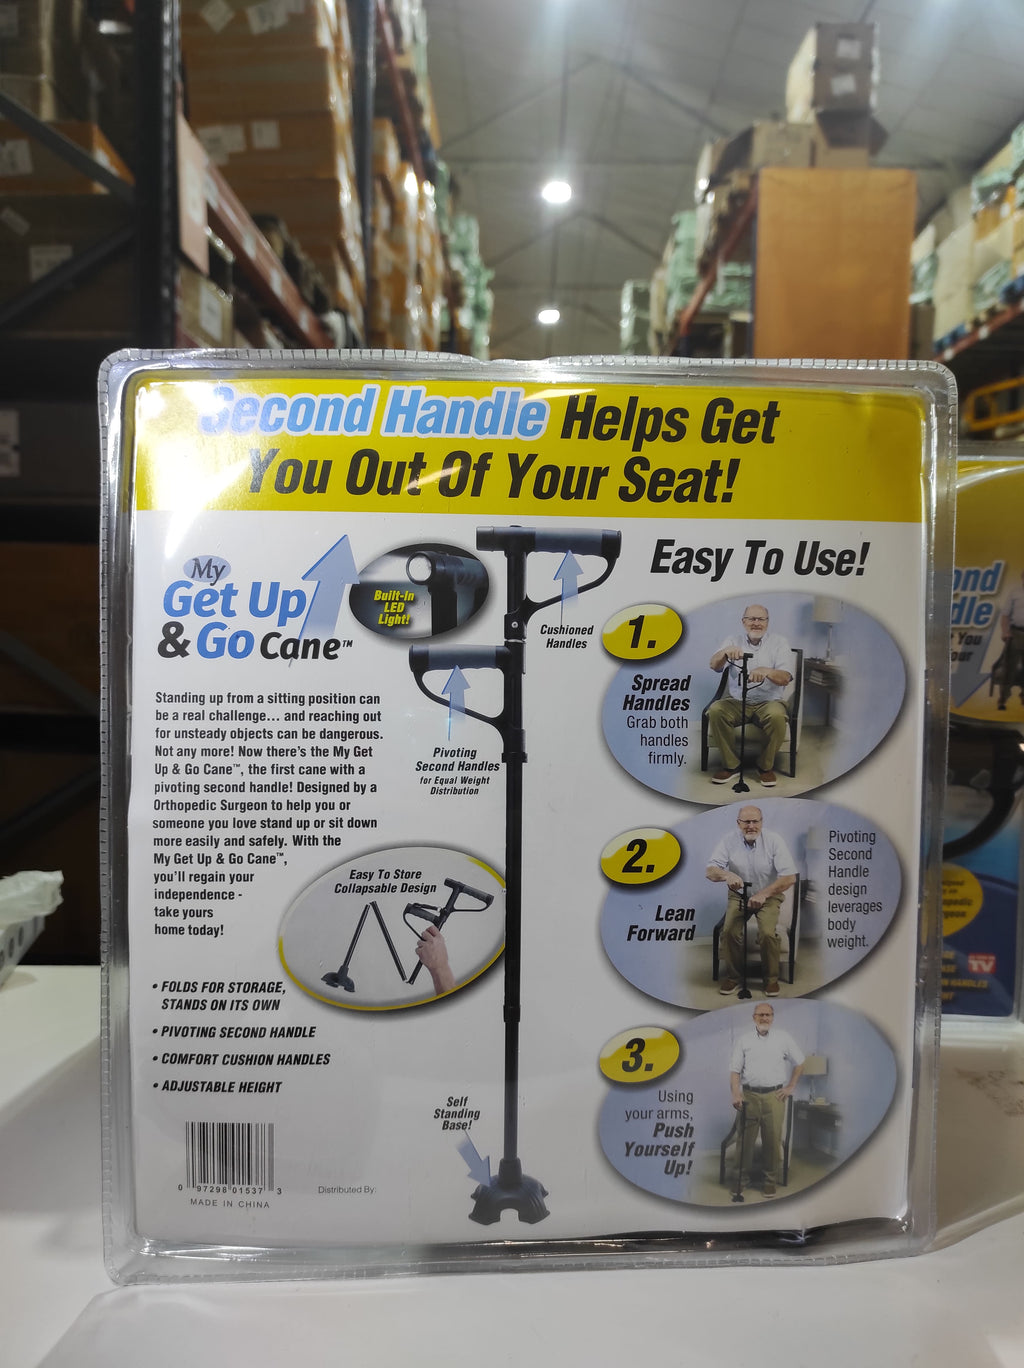 Second Handle Helps Get
You Out Of Your Seat!
My
Get Up
& Go Cane™
Built-In
LED
Light!
Cushioned
Handles
Pivoting
Second Handles
for Equal Weight
Distribution
Standing up from a sitting position can
be a real challenge... and reaching out
for unsteady objects can be dangerous.
Not any more! Now there's the My Get
Up & Go Cane™, the first cane with a
pivoting second handle! Designed by a
Orthopedic Surgeon to help you or
someone you love stand up or sit down
more easily and safely. With the
My Get Up & Go Cane™,
you'll regain your
independence -
take yours
home today!
Easy To Store
Collapsable Design
• FOLDS FOR STORAGE,
STANDS ON ITS OWN
• PIVOTING SECOND HANDLE
• COMFORT CUSHION HANDLES
• ADJUSTABLE HEIGHT
Self
Standing
Base!
0 97298 01537 3
MADE IN CHINA
Distributed By:
Easy To Use!
1.
Spread
Handles
Grab both
handles
firmly.
2.
Lean
Forward
Pivoting
Second
Handle
design
leverages
body
weight.
3.
Using
your arms,
Push
Yourself
Up!
You
TV
HANDLES